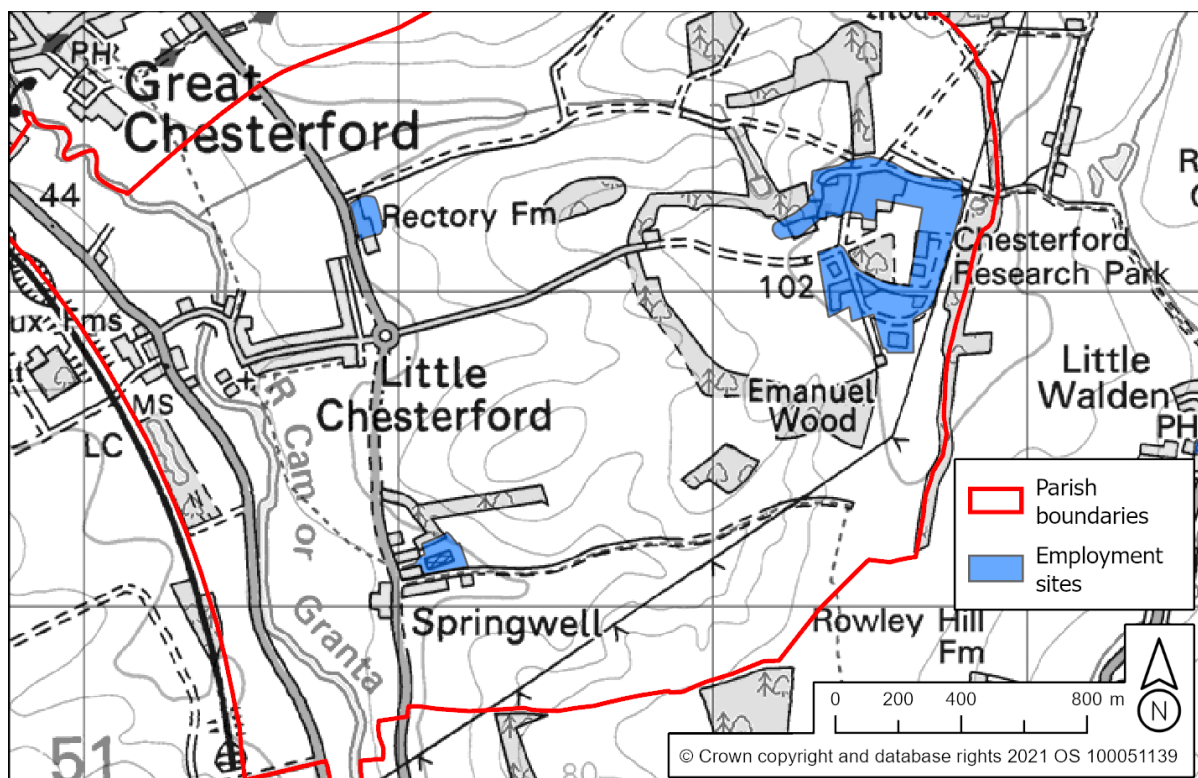 PH
Great
Chesterford
44
Rectory Fm
Chesterford
Research Park
102
ux Fms
Little
Chesterford
MS
LC
R Cam or Granta
Emanuel
Wood
Little
Walden
PH
Springwell
Rowley Hill
Fm
51
80
R
Parish
boundaries
Employment
sites
0 200 400 800 m
N
© Crown copyright and database rights 2021 OS 100051139